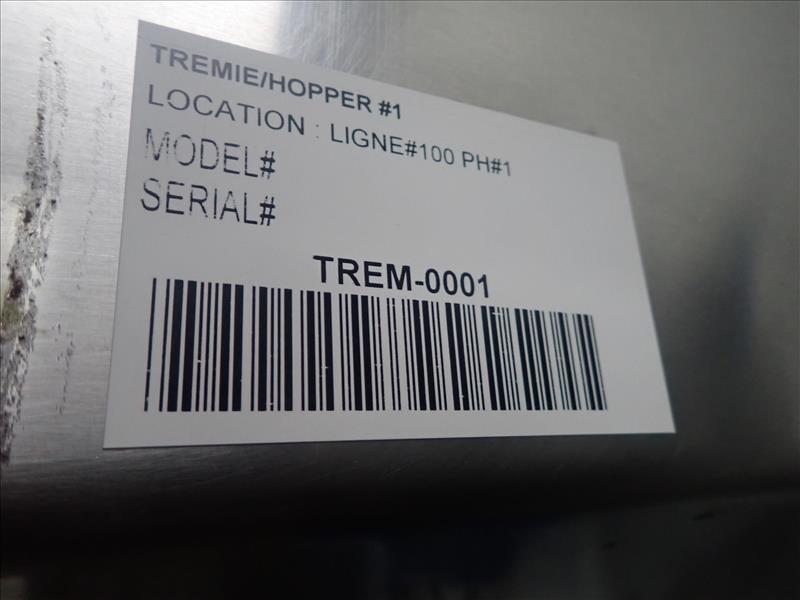 TREMIE/HOPPER #1
LOCATION : LIGNE#100 PH#1
MODEL#
SERIAL#
TREM-0001